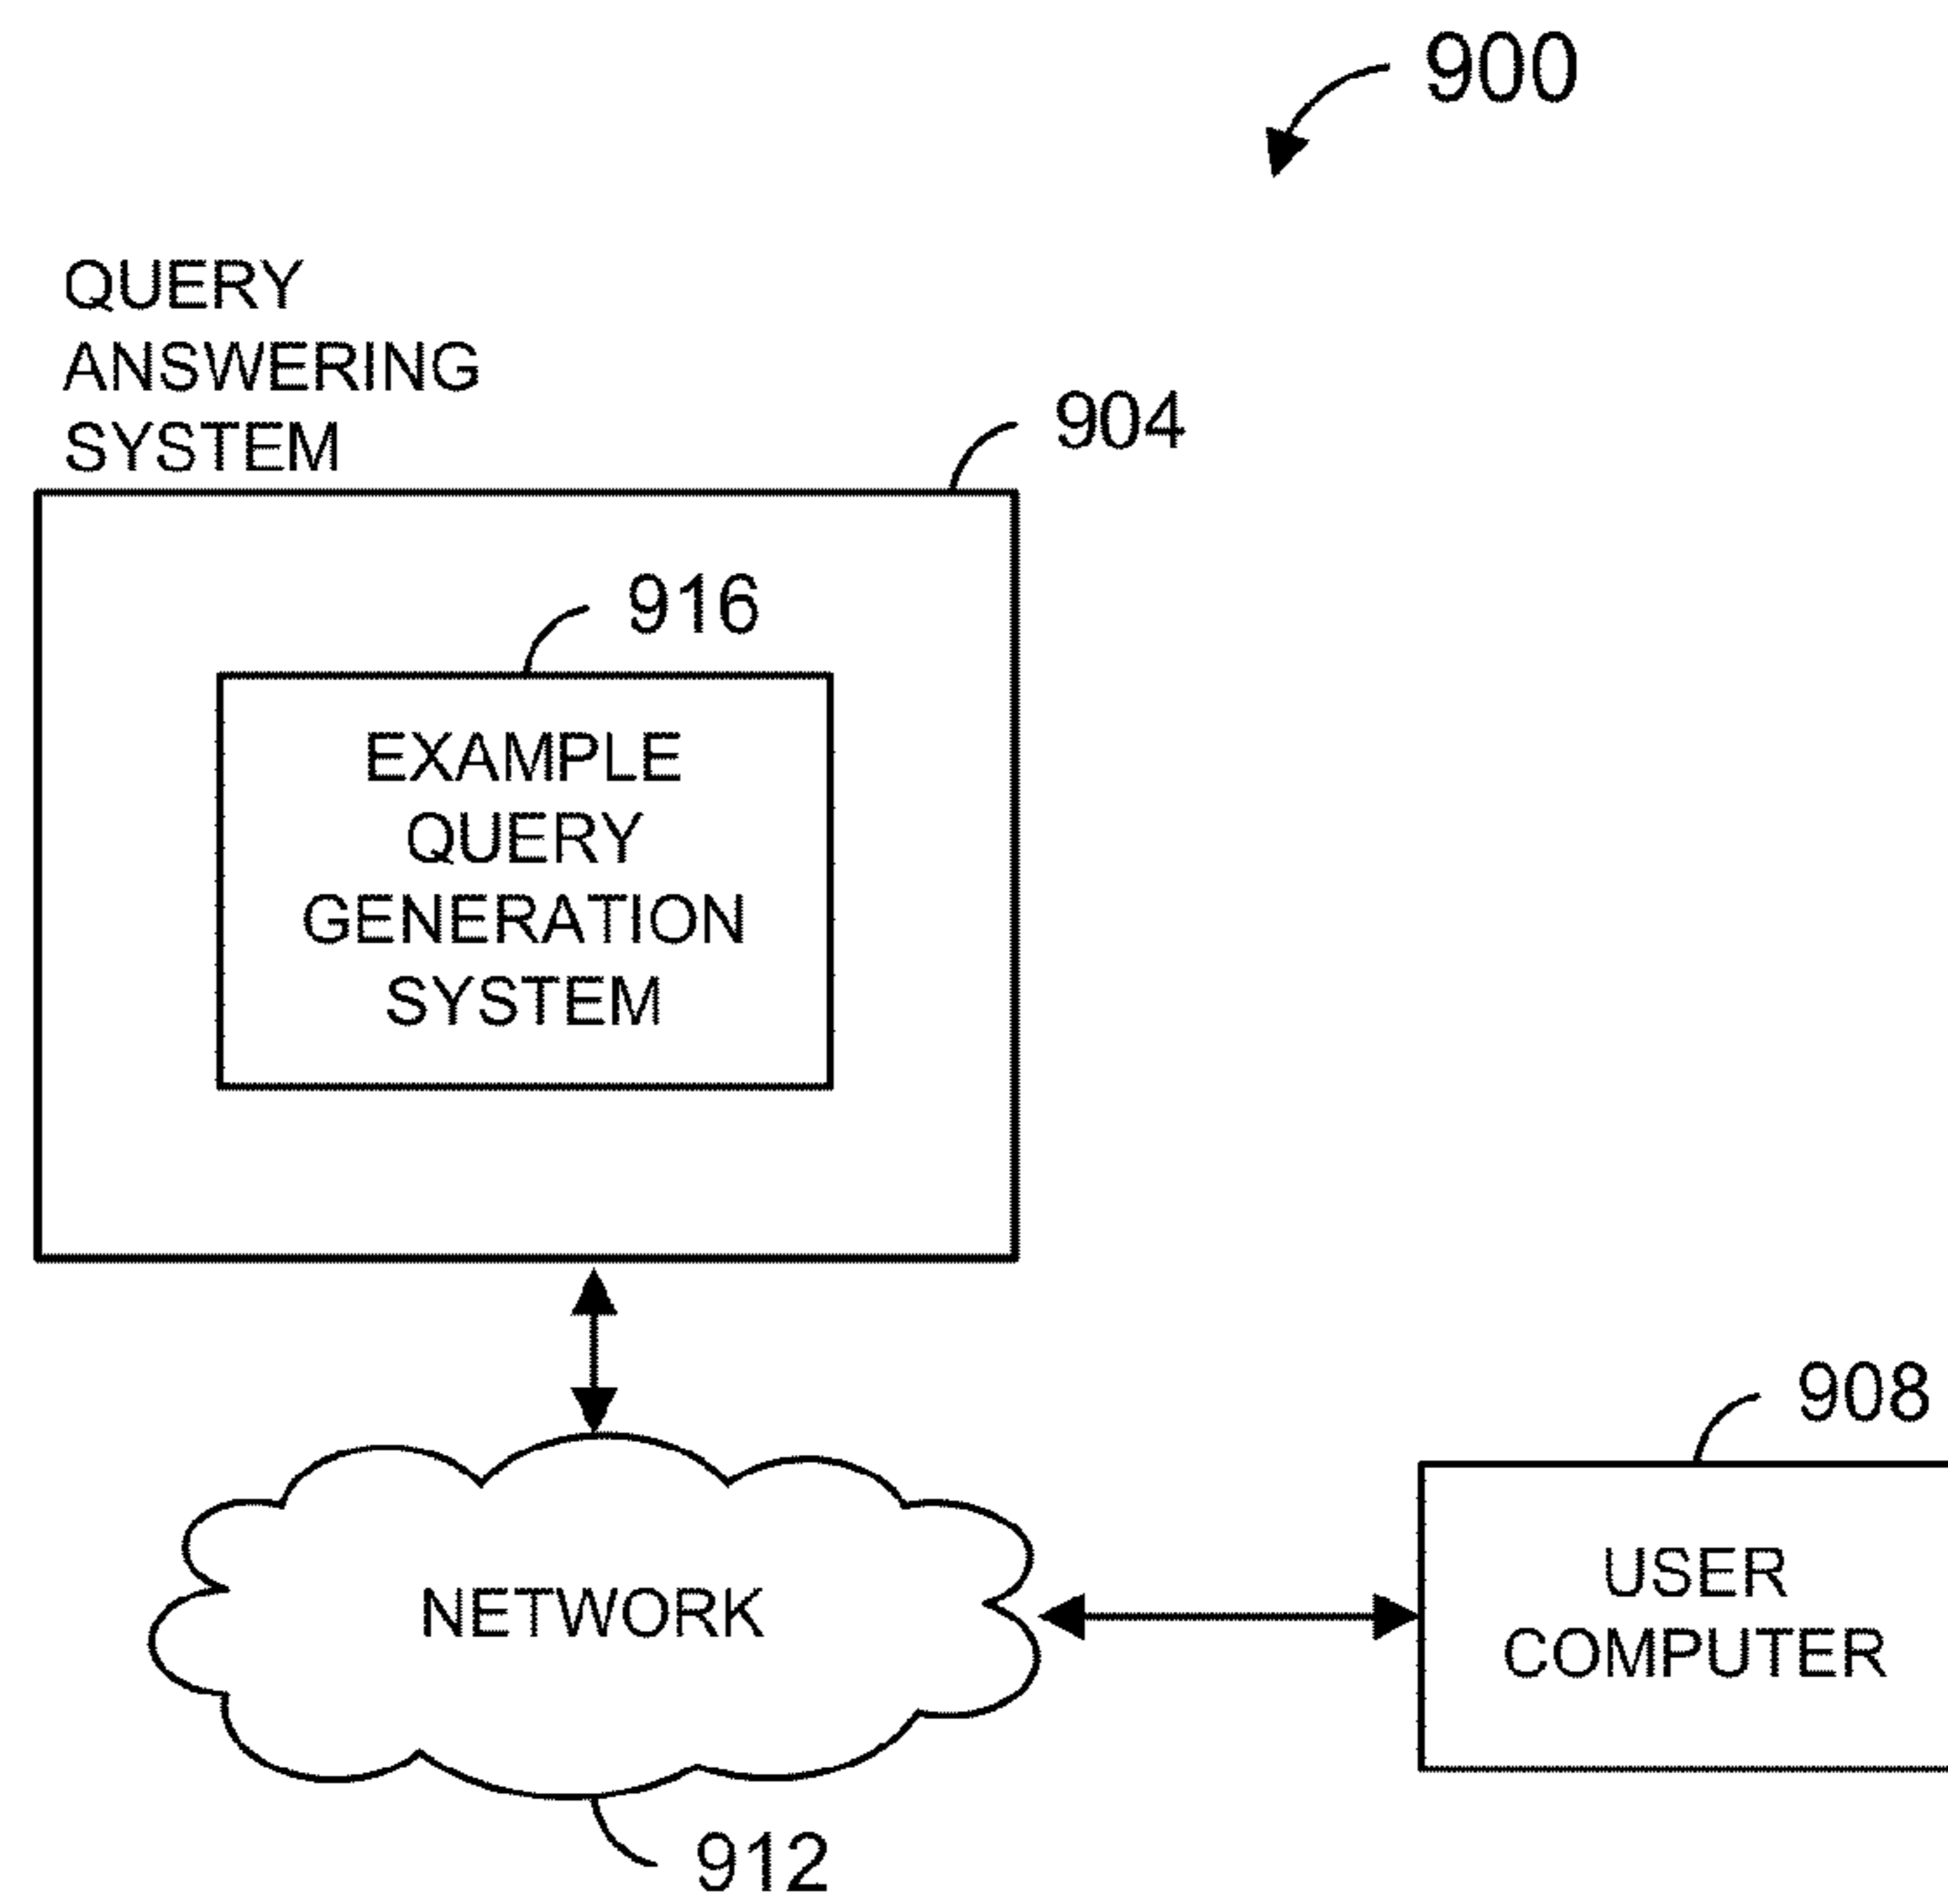 900
QUERY
ANSWERING
SYSTEM
904
916
EXAMPLE
QUERY
GENERATION
SYSTEM
908
USER
COMPUTER
NETWORK
912